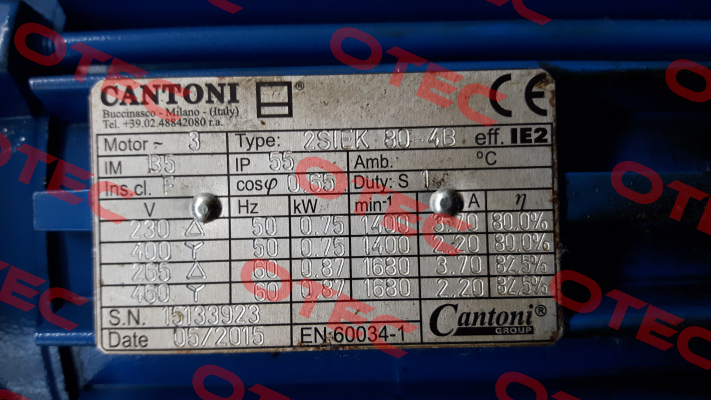 CANTONI ®
Buccinasco - Milano - (Italy)
Tel. +39.02.48842080 r.a.
CE
Motor ~ 3 Type: 2SIEK 80-4B eff. IE2
IM B5 IP 55 Amb. °C
Ins.cl. F cosφ 0.65 Duty: S 1
V Hz kW min-1 A η
230 △ 50 0.75 1400 3.70 80.0%
400 Y 50 0.75 1400 2.20 80.0%
265 △ 60 0.87 1680 3.70 82.5%
460 Y 60 0.87 1680 2.20 82.5%
S.N. 15133923
Date 05/2015 EN 60034-1
Cantoni®
GROUP
OTEC